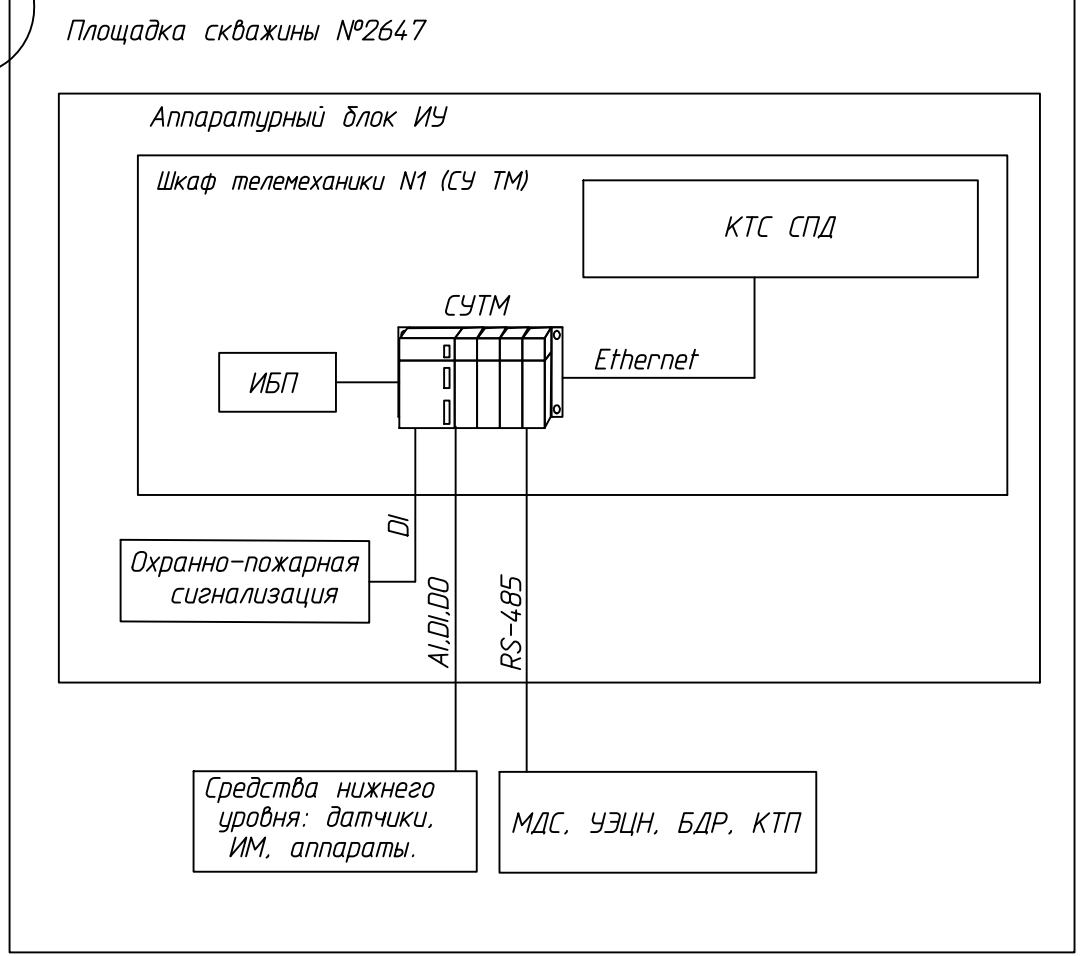 Площадка скважины №2647
Аппаратурный блок ИУ
Шкаф телемеханики N1 (СУ ТМ)
КТС СПД
СУТМ
Ethernet
ИБП
DI
Охранно-пожарная
сигнализация
AI,DI,DO
RS-485
Средства нижнего
уровня: датчики,
ИМ, аппараты.
МДС, УЭЦН, БДР, КТП